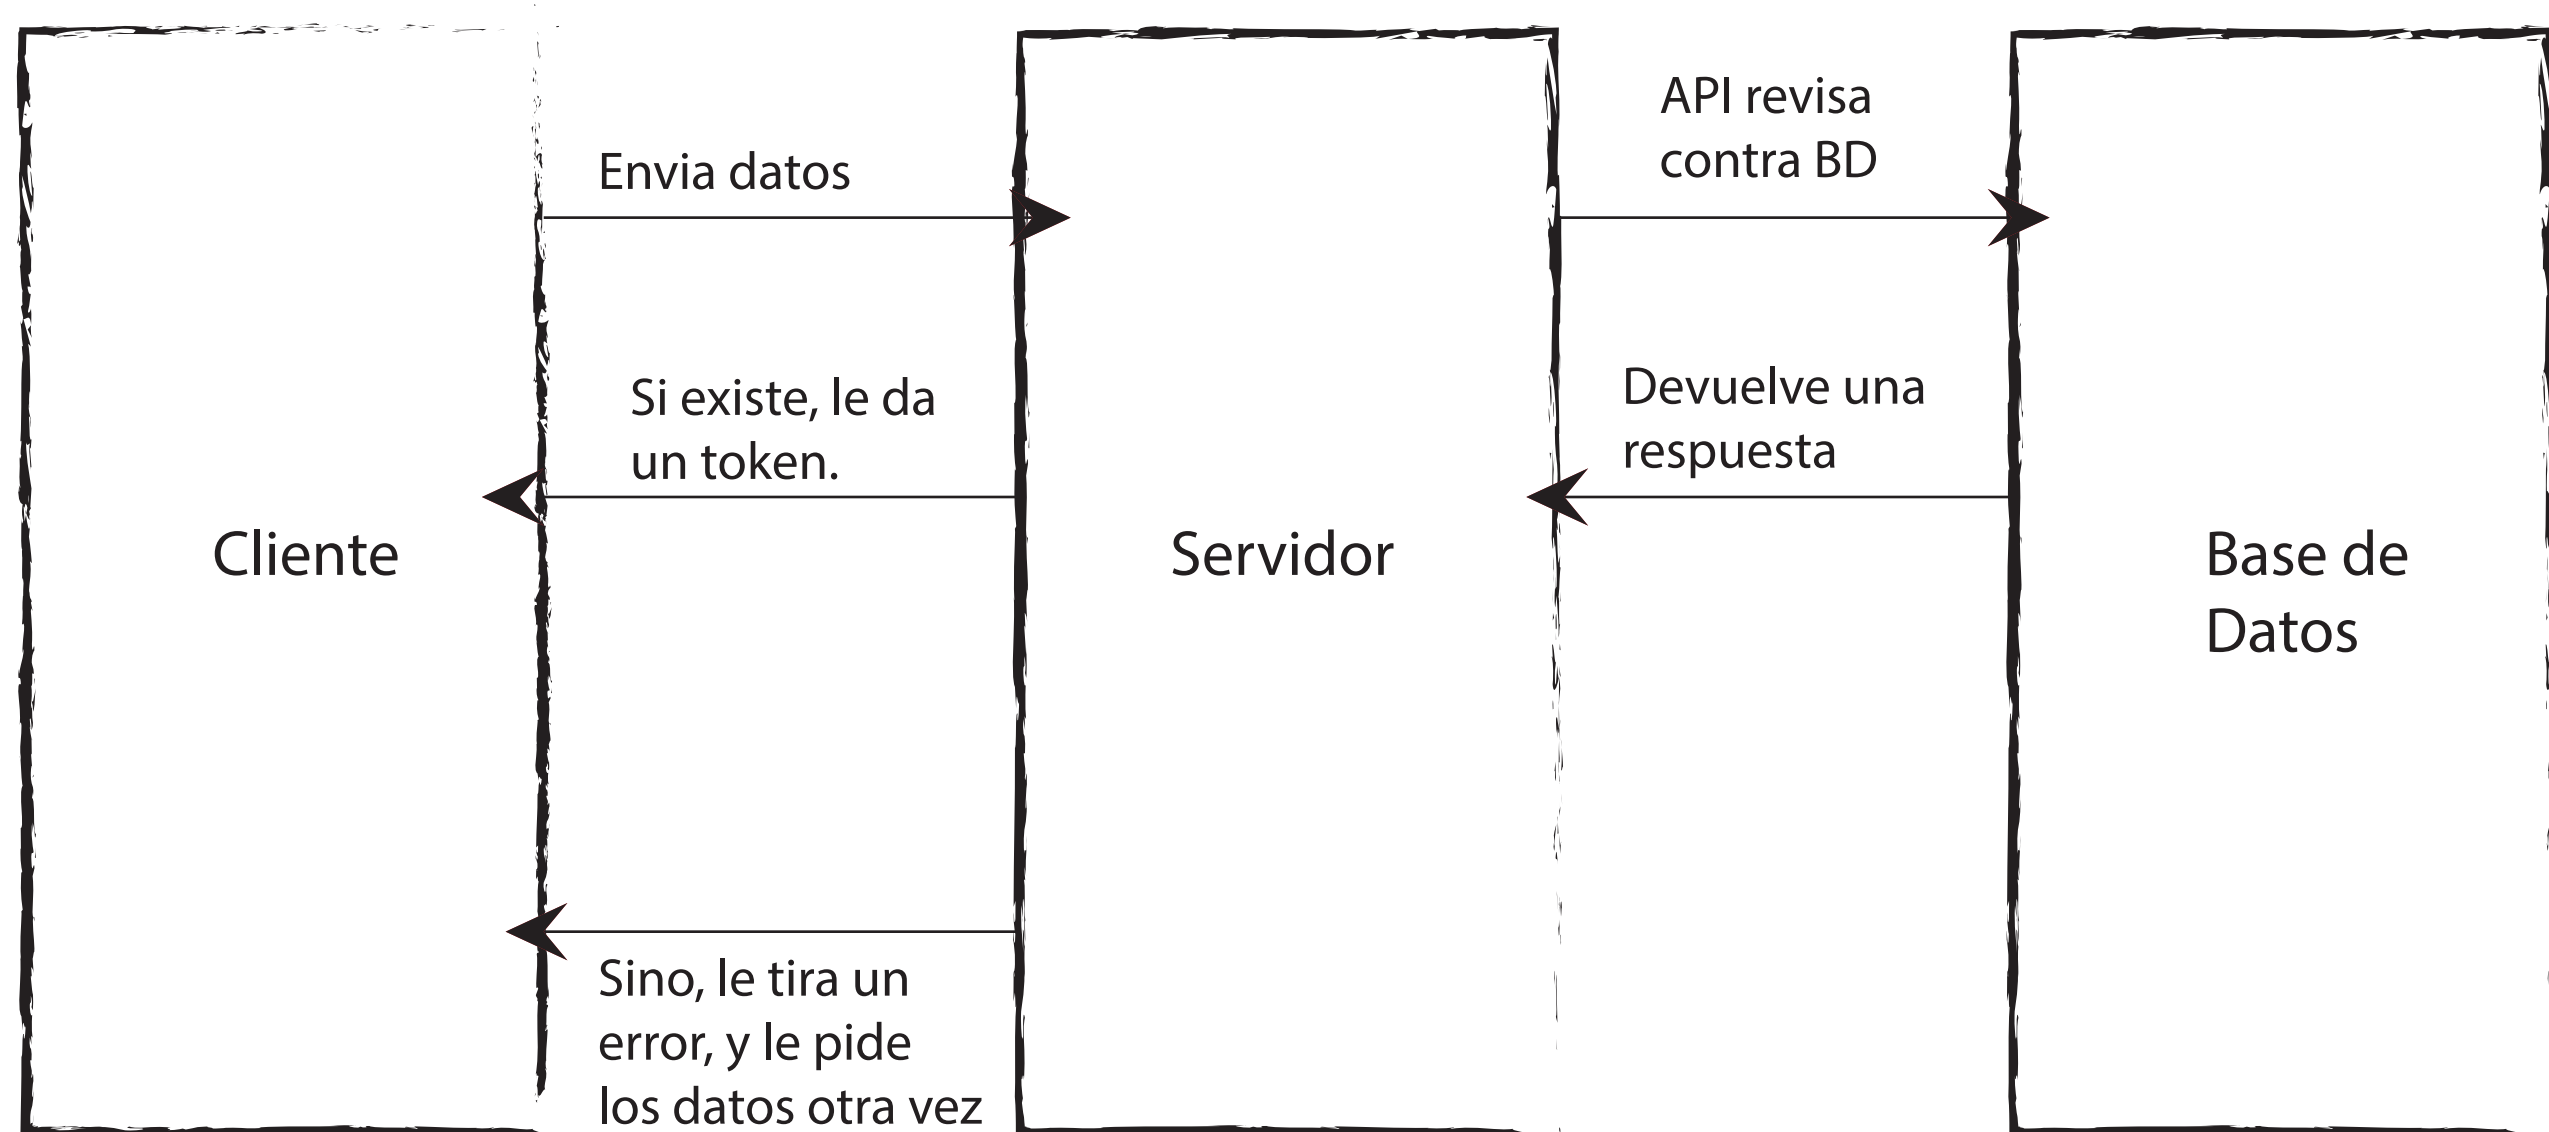 Envia datos
API revisa
contra BD
Si existe, le da
un token.
Devuelve una
respuesta
Cliente
Servidor
Base de
Datos
Sino, le tira un
error, y le pide
los datos otra vez